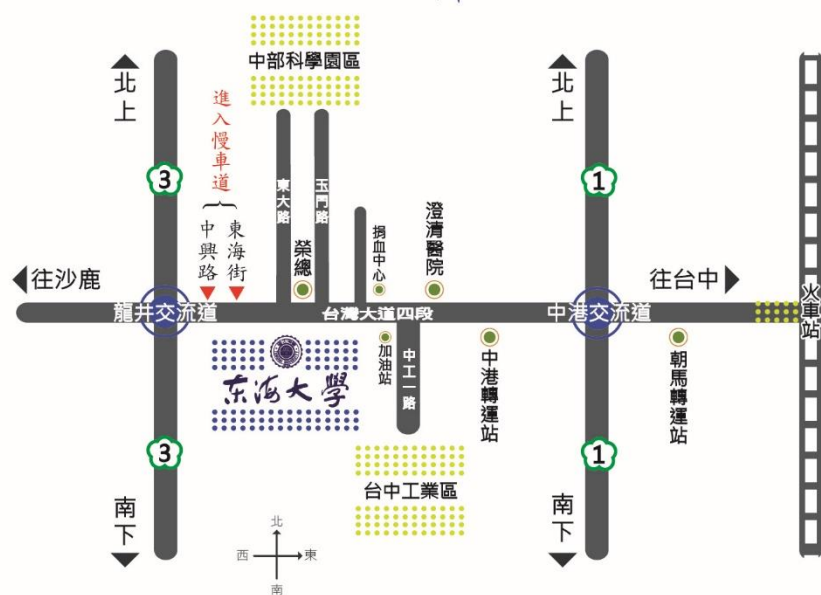 中部科學園區
北上
北上
進入慢車道
3
1
東大路
玉門路
中興路
東海街
榮總
捐血中心
澄清醫院
往沙鹿
往台中
火車站
龍井交流道
台灣大道四段
中港交流道
东海大學
加油站
中工一路
中港轉運站
朝馬轉運站
3
1
台中工業區
南下
南下
北
西
東
南